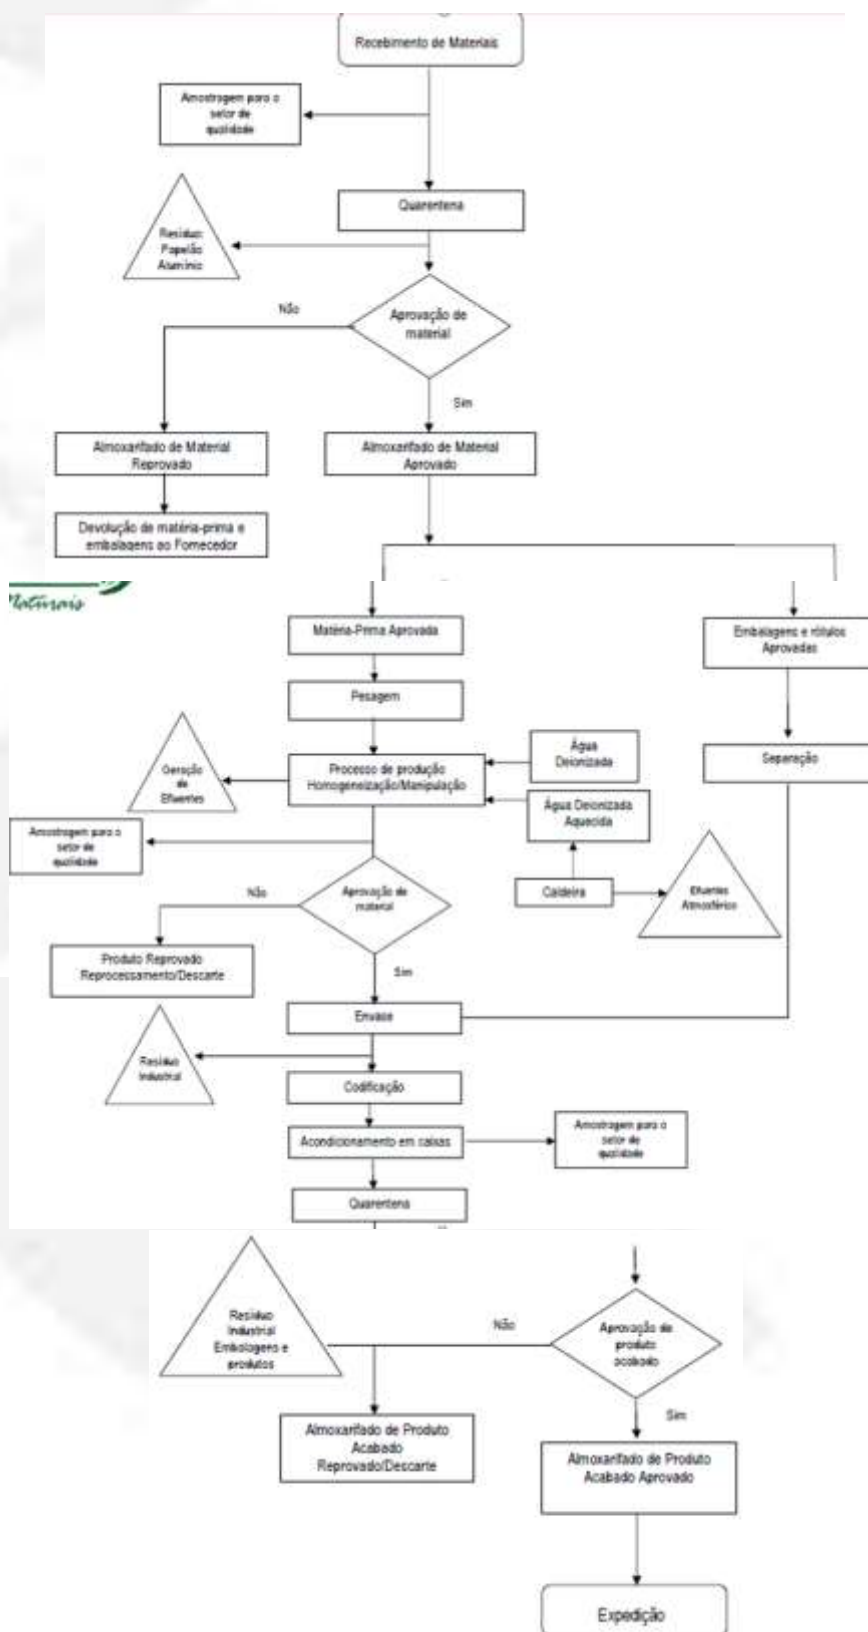 Recebimento de Materiais
Amostragem para o
setor de
qualidade
Quarentena
Resíduo:
Papelão
Alumínio
Não
Aprovação de
material
Sim
Almoxarifado de Material
Reprovado
Almoxarifado de Material
Aprovado
Devolução de matéria-prima e
embalagens ao Fornecedor
Naturais
Matéria-Prima Aprovada
Embalagens e rótulos
Aprovadas
Pesagem
Geração
de
Efluentes
Processo de produção
Homogeneização/Manipulação
Água
Deionizada
Separação
Água Deionizada
Aquecida
Amostragem para o
setor de
qualidade
Não
Aprovação de
material
Caldeira
Efluentes
Atmosférico
Produto Reprovado
Reprocessamento/Descarte
Sim
Envase
Resíduo
Industrial
Codificação
Acondicionamento em caixas
Amostragem para o
setor de
qualidade
Quarentena
Resíduo
Industrial
Embalagens e
produtos
Não
Aprovação de
produto
acabado
Sim
Almoxarifado de Produto
Acabado
Reprovado/Descarte
Almoxarifado de Produto
Acabado Aprovado
Expedição